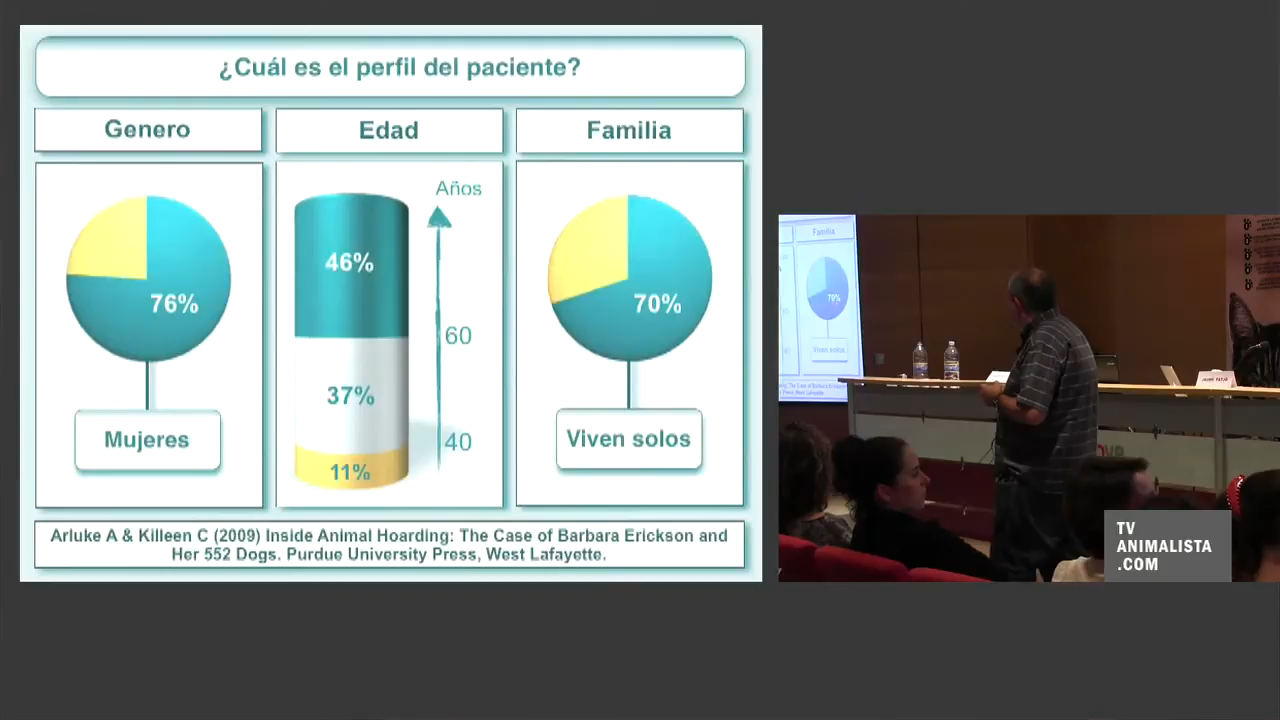 ¿Cuál es el perfil del paciente?
Genero
Edad
Familia
76%
Mujeres
Años
46%
60
37%
40
11%
70%
Viven solos
Arluke A & Killeen C (2009) Inside Animal Hoarding: The Case of Barbara Erickson and
Her 552 Dogs. Purdue University Press, West Lafayette.
Familia
70%
Viven solos
TV
ANIMALISTA
.COM